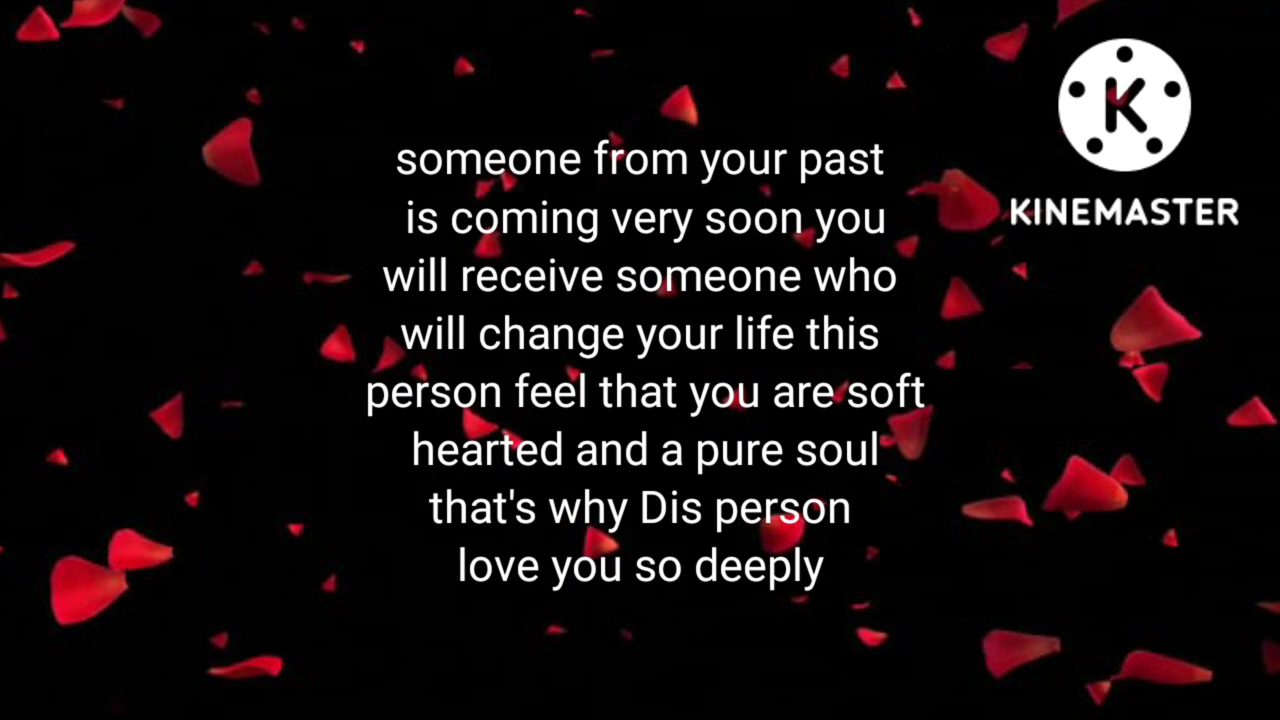 someone from your past
is coming very soon you
will receive someone who
will change your life this
person feel that you are soft
hearted and a pure soul
that's why Dis person
love you so deeply
K
KINEMASTER